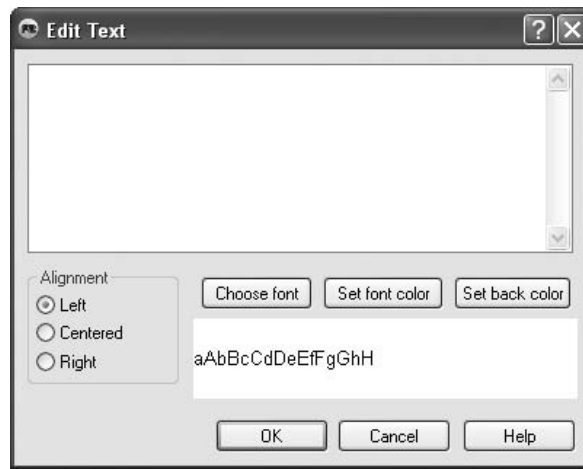 Edit Text
Alignment
Left
Centered
Right
Choose font
Set font color
Set back color
aAbBcCdDeEfFgGhH
OK
Cancel
Help